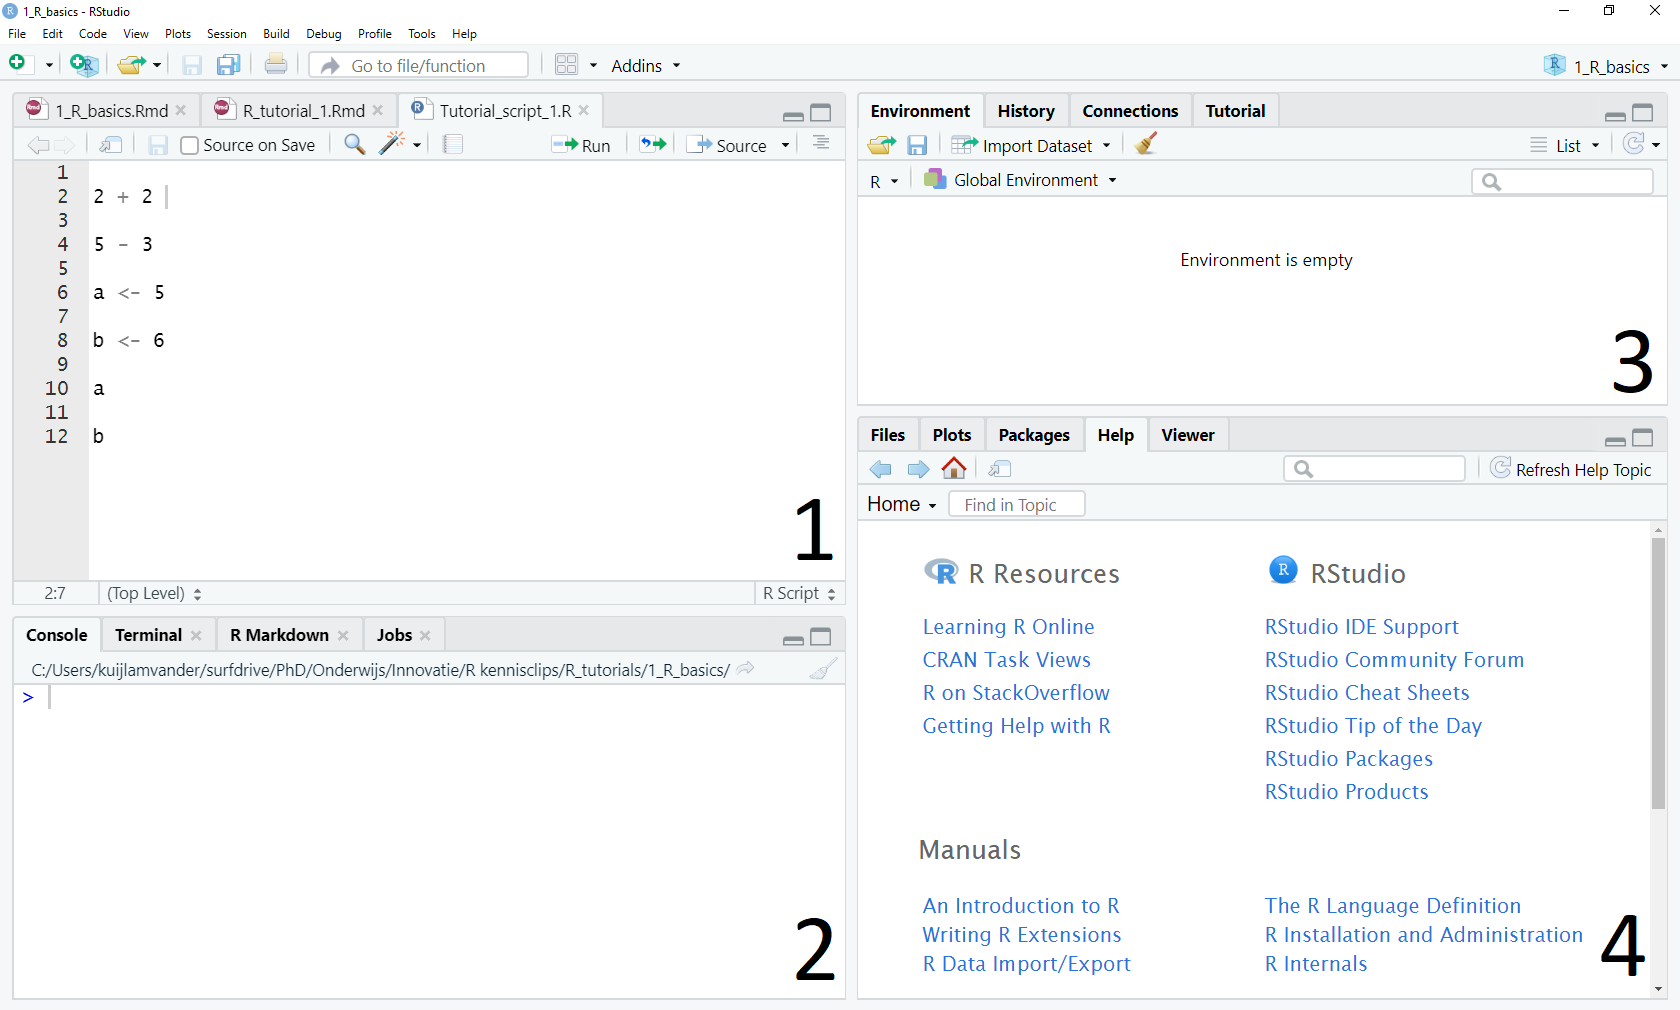 1_R_basics - RStudio
File Edit Code View Plots Session Build Debug Profile Tools Help
Go to file/function Addins 1_R_basics
1_R_basics.Rmd R_tutorial_1.Rmd Tutorial_script_1.R
Source on Save Run Source
1
2 2 + 2
3
4 5 - 3
5
6 a <- 5
7
8 b <- 6
9
10 a
11
12 b
1
2:7 (Top Level) R Script
Console Terminal R Markdown Jobs
C:/Users/kuijlamvander/surfdrive/PhD/Onderwijs/Innovatie/R kennisclips/R_tutorials/1_R_basics/
>
2
Environment History Connections Tutorial
Import Dataset List
R Global Environment
Environment is empty
3
Files Plots Packages Help Viewer
Refresh Help Topic
Home Find in Topic
R Resources
Learning R Online
CRAN Task Views
R on StackOverflow
Getting Help with R
RStudio
RStudio IDE Support
RStudio Community Forum
RStudio Cheat Sheets
RStudio Tip of the Day
RStudio Packages
RStudio Products
Manuals
An Introduction to R
Writing R Extensions
R Data Import/Export
The R Language Definition
R Installation and Administration
R Internals
4